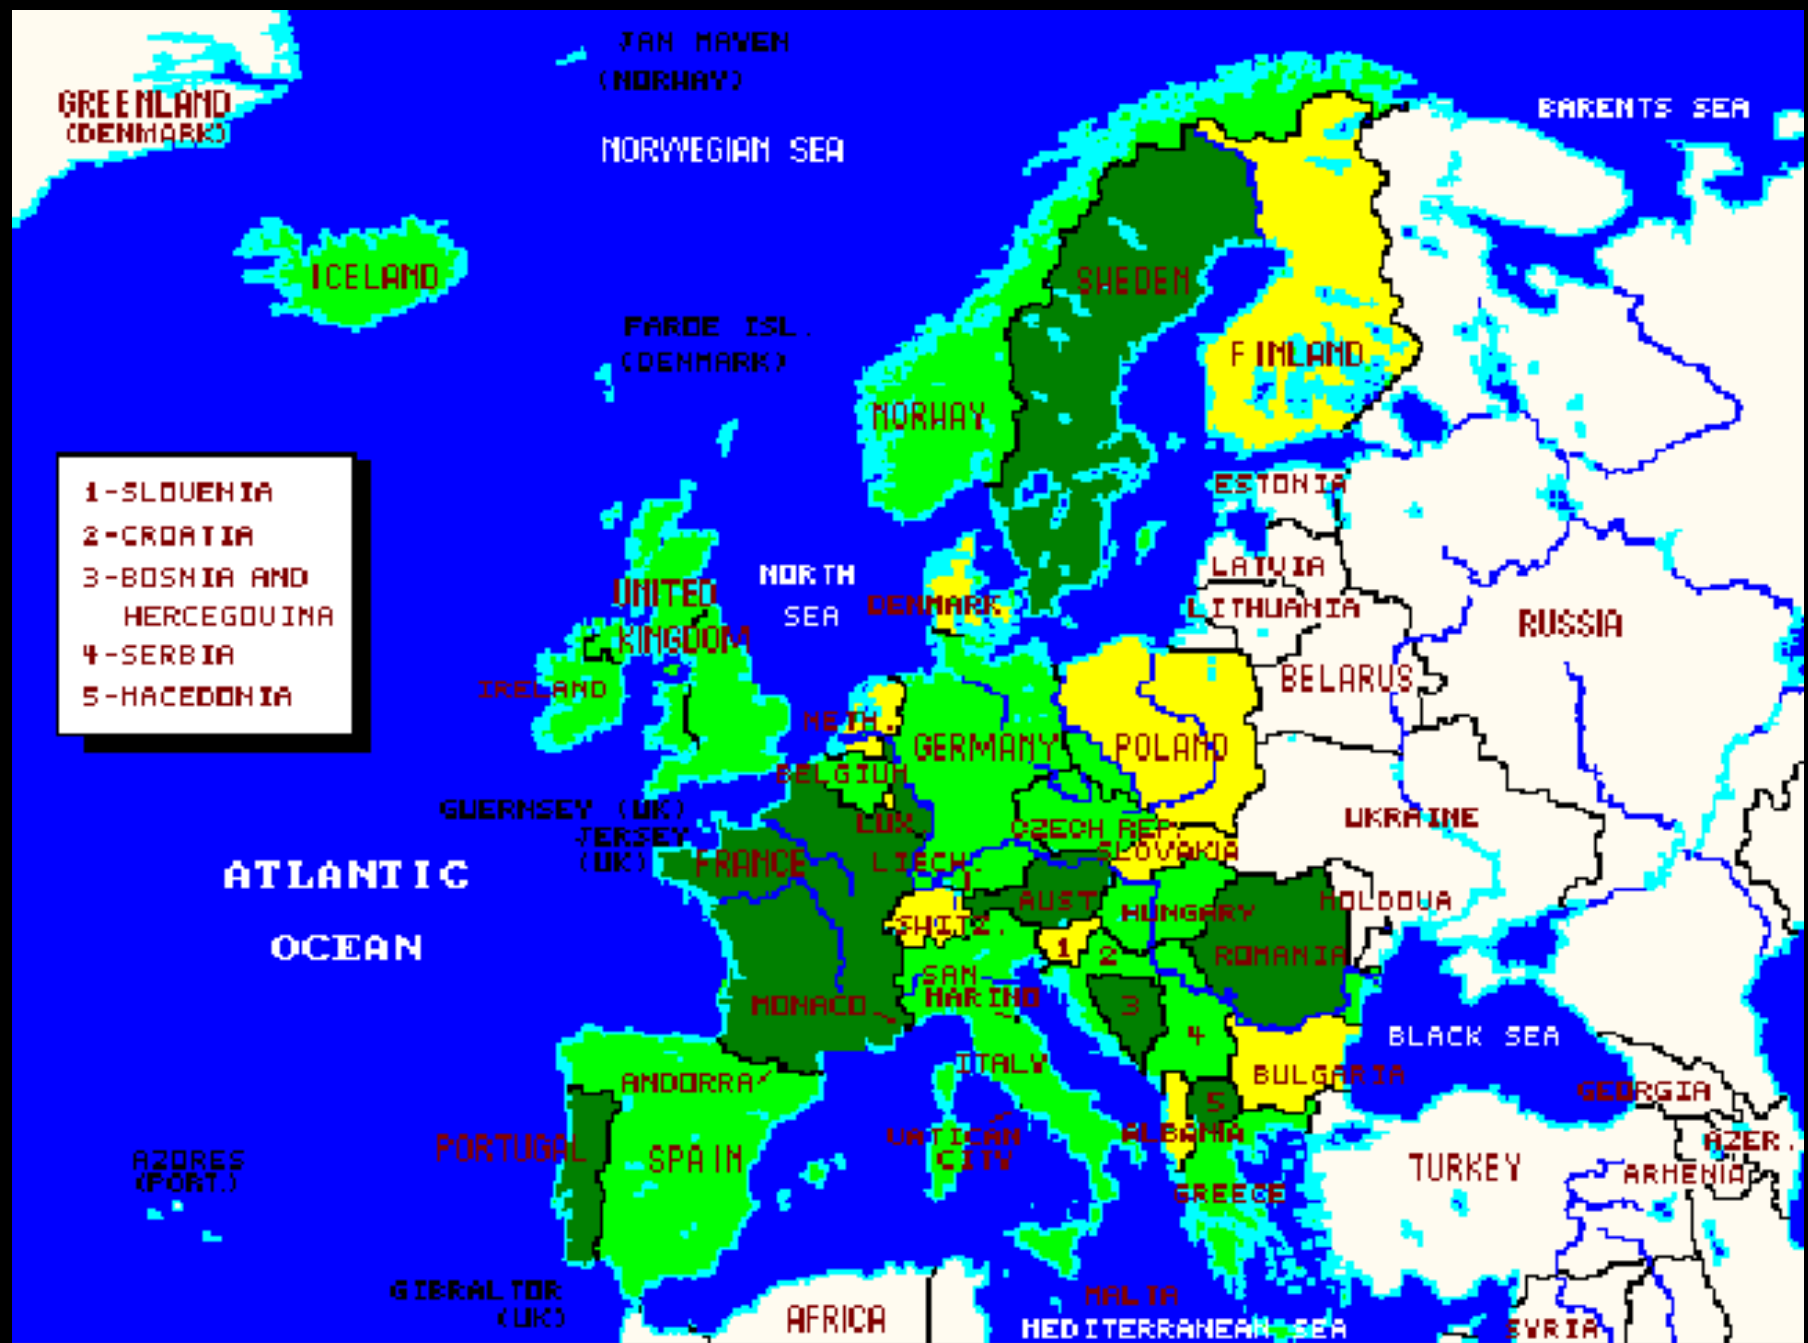 JAN MAYEN
(NORWAY)
GREENLAND
(DENMARK)
BARENTS SEA
NORWEGIAN SEA
ICELAND
SWEDEN
FAROE ISL.
(DENMARK)
FINLAND
NORWAY
1-SLOVENIA
2-CROATIA
3-BOSNIA AND
HERCEGOVINA
4-SERBIA
5-MACEDONIA
ESTONIA
LATVIA
LITHUANIA
NORTH
SEA
DENMARK
UNITED
KINGDOM
RUSSIA
IRELAND
BELARUS
NETH.
GERMANY
POLAND
BELGIUM
GUERNSEY (UK)
JERSEY
(UK)
LUX.
CZECH REP.
UKRAINE
SLOVAKIA
FRANCE
LIECH.
ATLANTIC
OCEAN
AUST
HUNGARY
MOLDOVA
SWITZ.
1
2
ROMANIA
SAN
MARINO
MONACO
3
4
BLACK SEA
ITALY
ANDORRA
BULGARIA
GEORGIA
5
VATICAN
CITY
ALBANIA
AZER.
PORTUGAL
SPAIN
AZORES
(PORT.)
TURKEY
ARMENIA
GREECE
GIBRALTOR
(UK)
MALTA
AFRICA
MEDITERRANEAN SEA
SYRIA